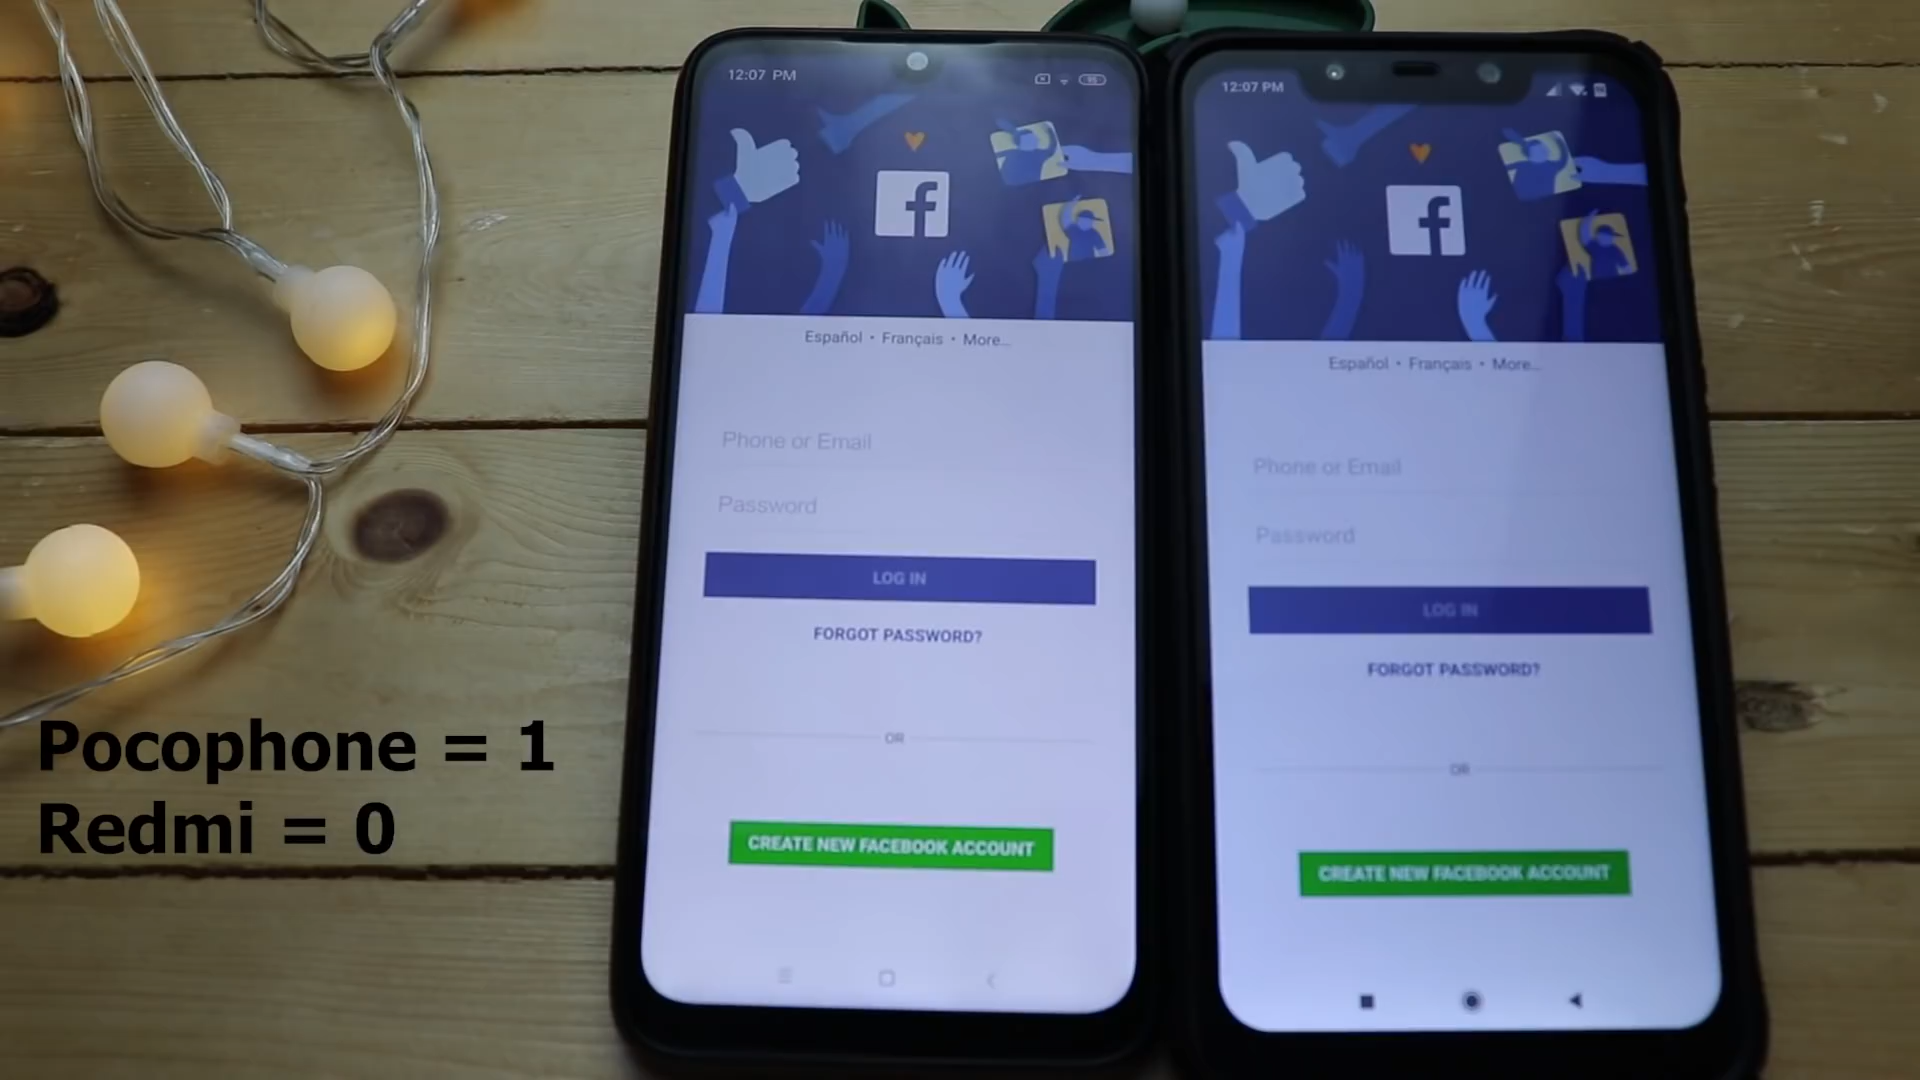 12:07 PM
Español • Français • More...
Phone or Email
Password
LOG IN
FORGOT PASSWORD?
OR
CREATE NEW FACEBOOK ACCOUNT
12:07 PM
Español • Français • More...
Phone or Email
Password
LOG IN
FORGOT PASSWORD?
OR
CREATE NEW FACEBOOK ACCOUNT
Pocophone = 1
Redmi = 0